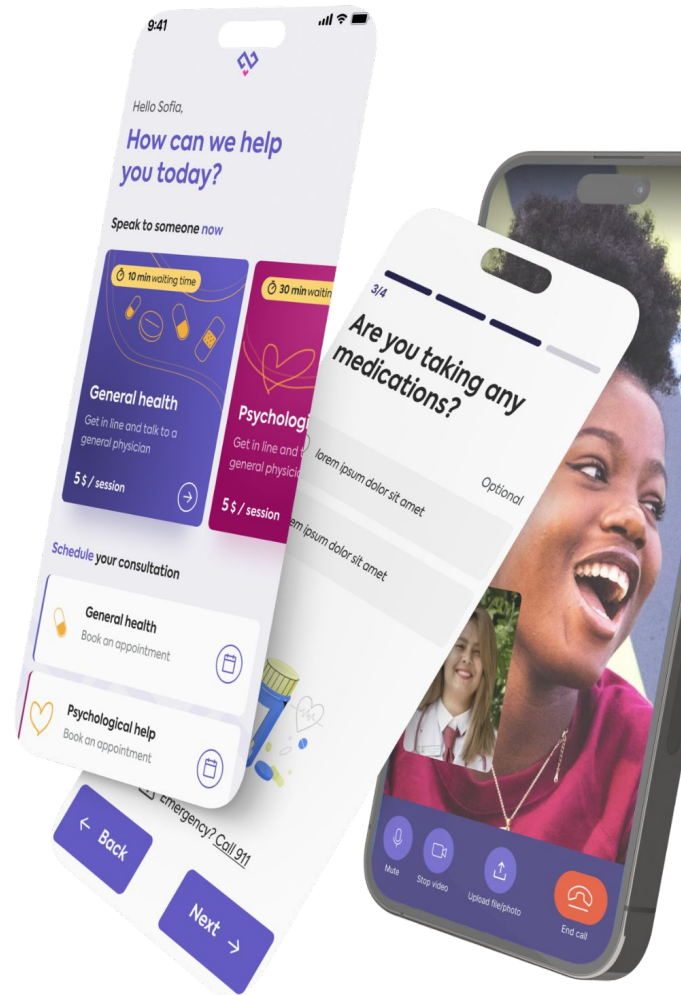 9:41
Hello Sofia,
How can we help
you today?
Speak to someone now
10 min waiting time
General health
Get in line and talk to a
general physician
5 $ / session
30 min
Get in line and
general
5 $ / session
Schedule your consultation
General health
Book an appointment
Psychological help
Book an appointment
3/4
Are you taking any
medications?
Optional
lorem ipsum dolor sit amet
ipsum dolor sit amet
Emergency? Call 911
← Back
Next →
Mute
Stop video
Upload file/photo
End call